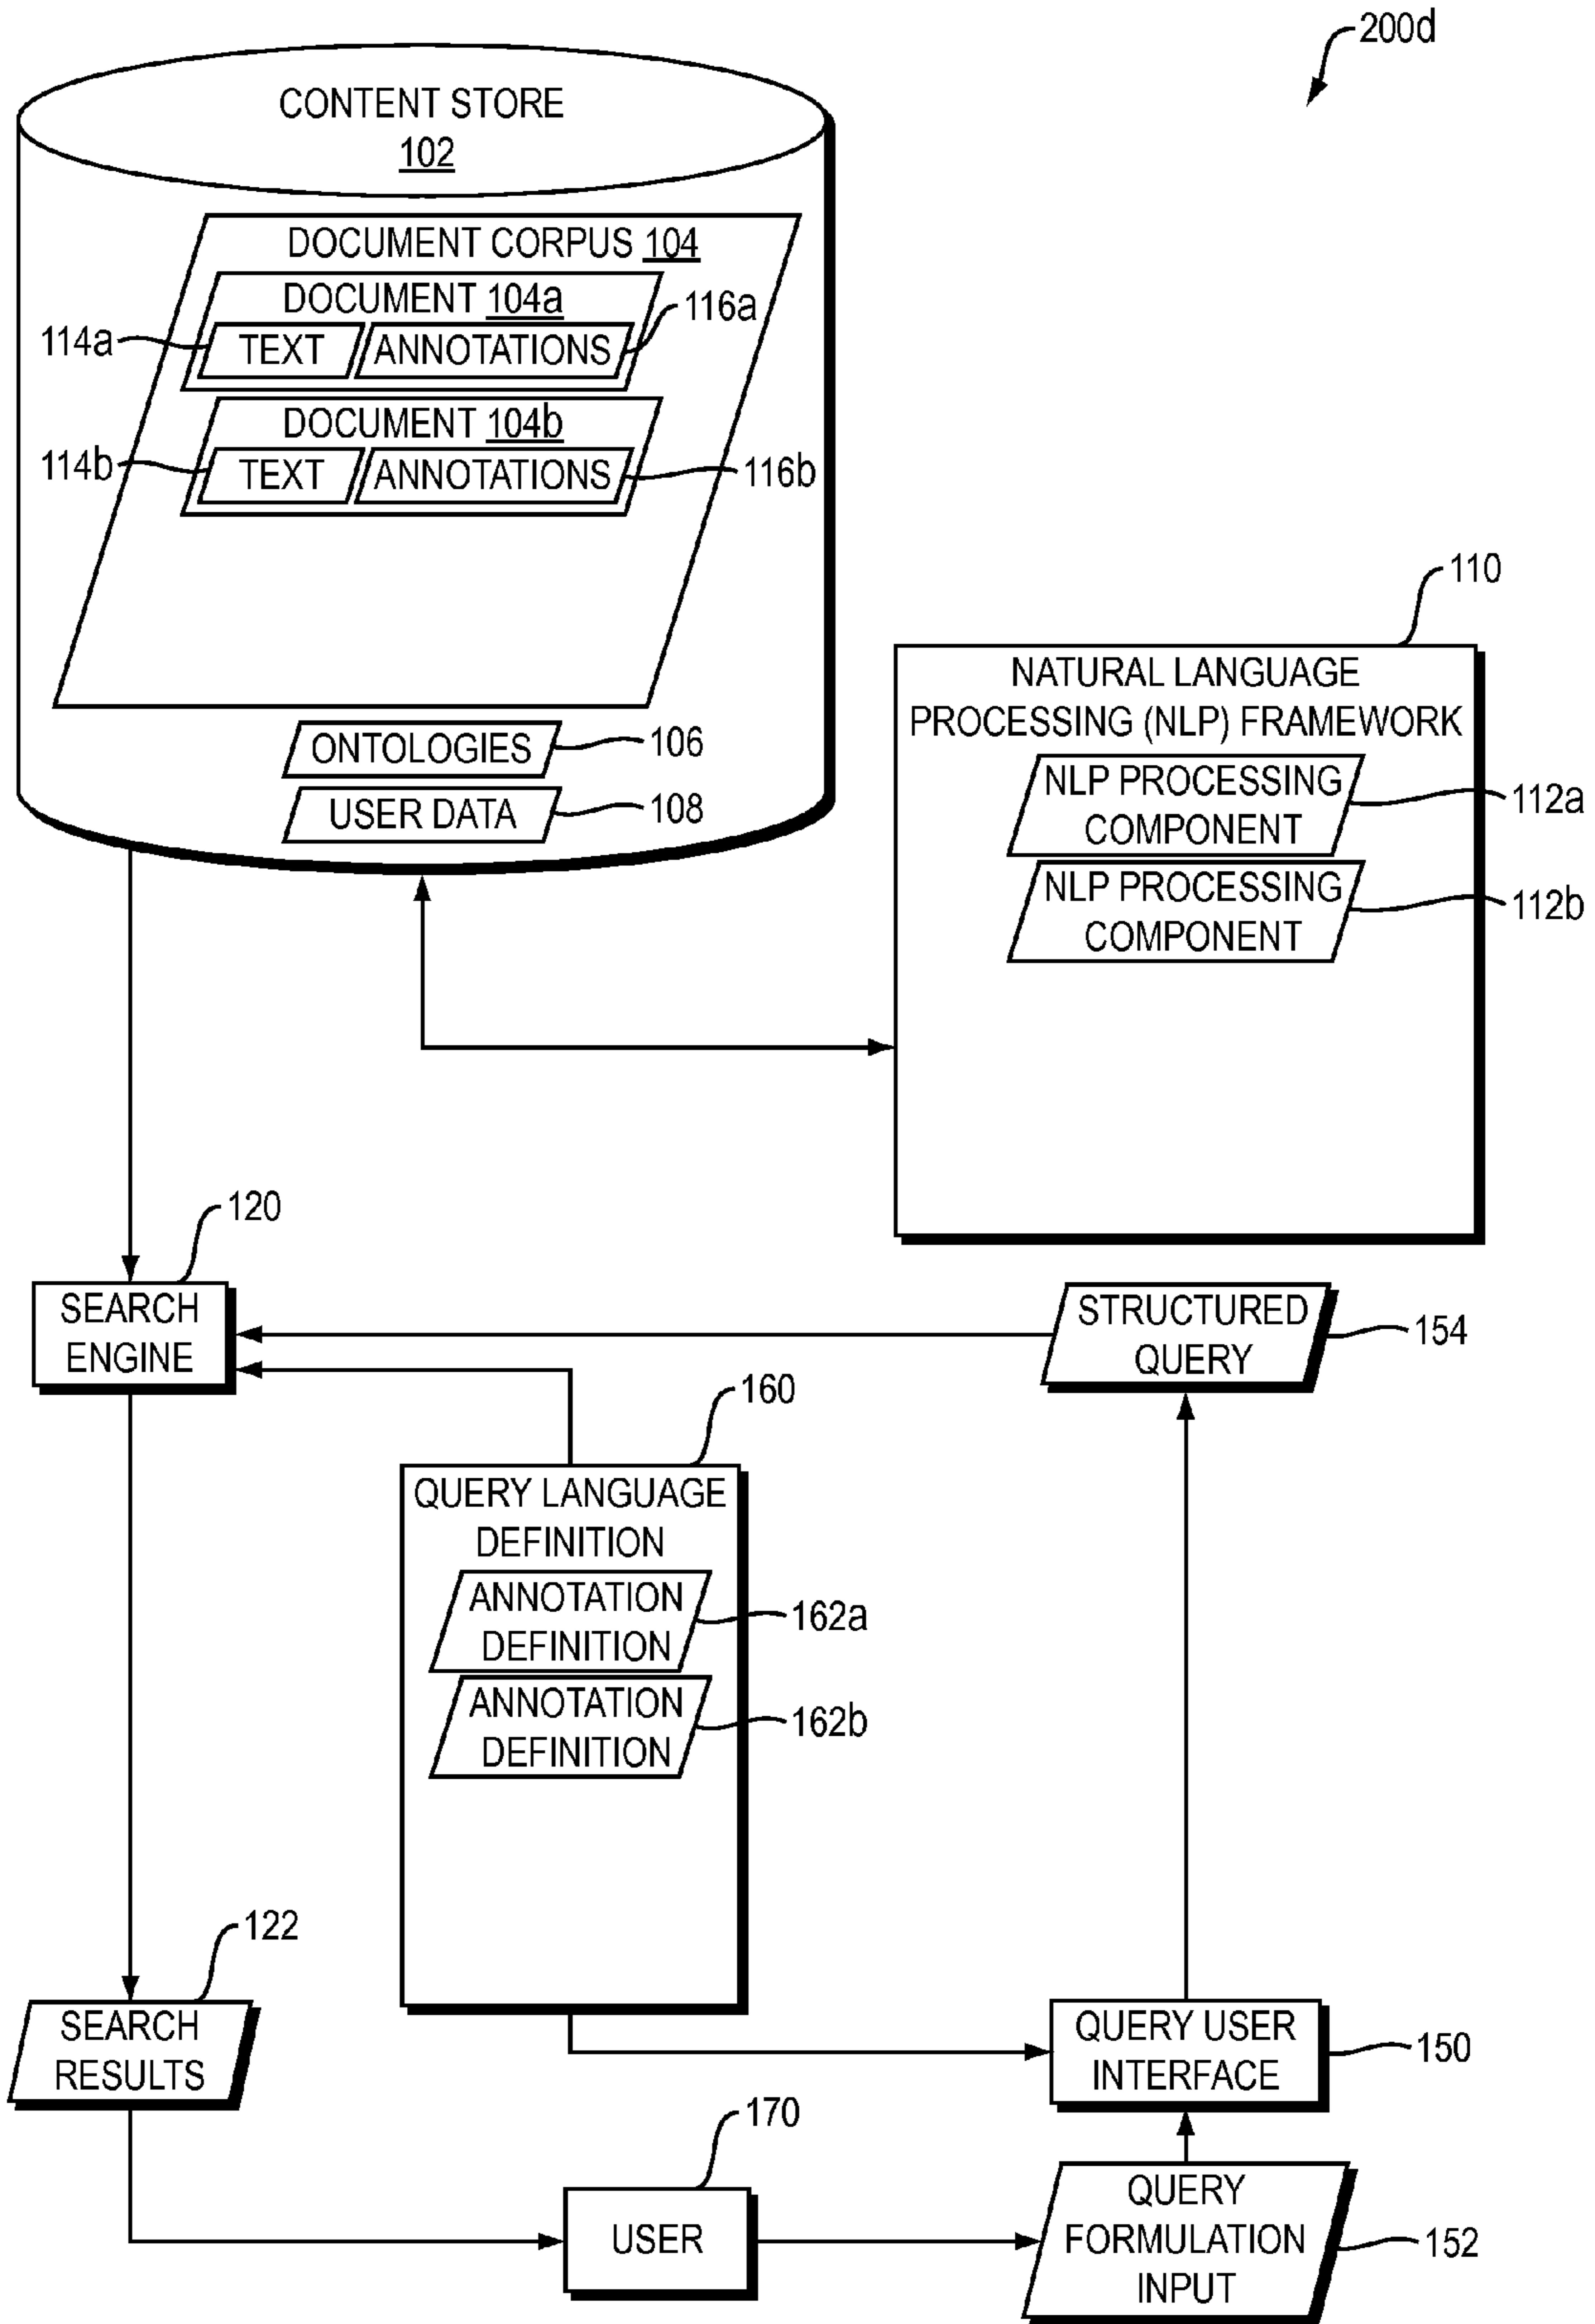 200d
CONTENT STORE
102
DOCUMENT CORPUS 104
DOCUMENT 104a
116a
114a
TEXT
ANNOTATIONS
DOCUMENT 104b
114b
TEXT
ANNOTATIONS
116b
110
NATURAL LANGUAGE
PROCESSING (NLP) FRAMEWORK
ONTOLOGIES
106
NLP PROCESSING
COMPONENT
112a
USER DATA
108
NLP PROCESSING
COMPONENT
112b
120
SEARCH
ENGINE
STRUCTURED
QUERY
154
160
QUERY LANGUAGE
DEFINITION
ANNOTATION
DEFINITION
162a
ANNOTATION
DEFINITION
162b
122
SEARCH
RESULTS
QUERY USER
INTERFACE
150
170
USER
QUERY
FORMULATION
INPUT
152